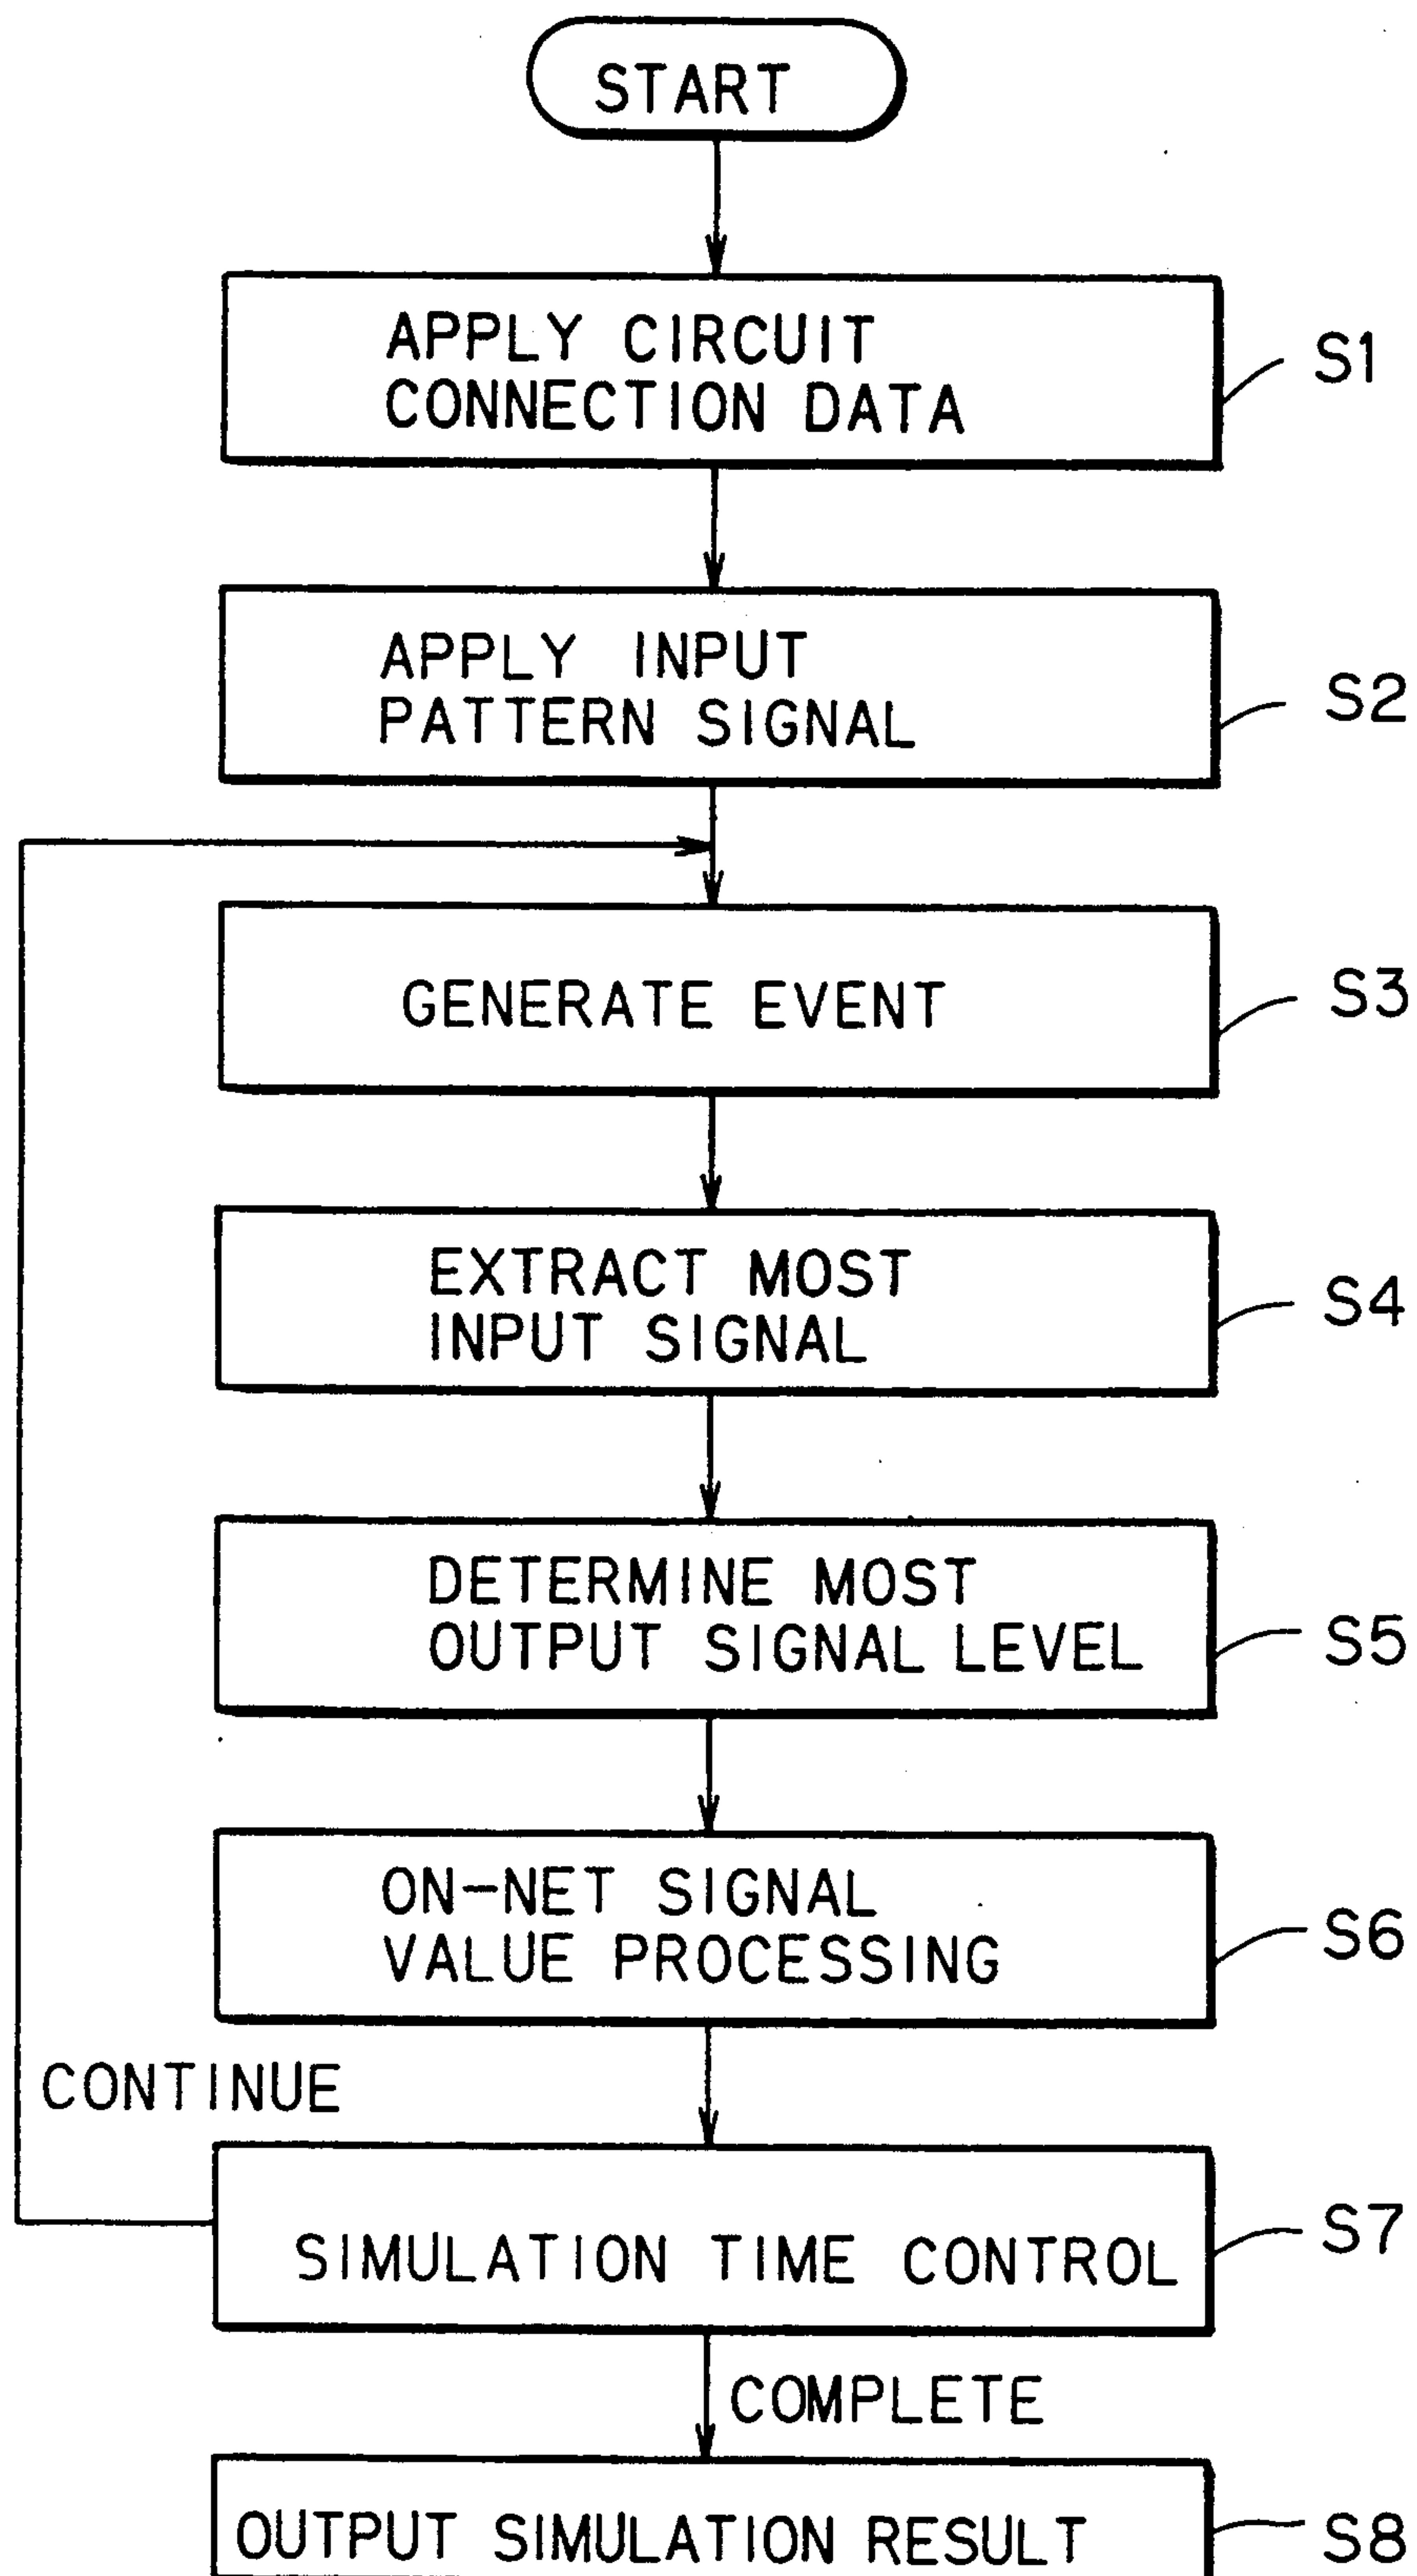 START
APPLY CIRCUIT
CONNECTION DATA
S1
APPLY INPUT
PATTERN SIGNAL
S2
GENERATE EVENT
S3
EXTRACT MOST
INPUT SIGNAL
S4
DETERMINE MOST
OUTPUT SIGNAL LEVEL
S5
ON-NET SIGNAL
VALUE PROCESSING
S6
CONTINUE
SIMULATION TIME CONTROL
S7
COMPLETE
OUTPUT SIMULATION RESULT
S8